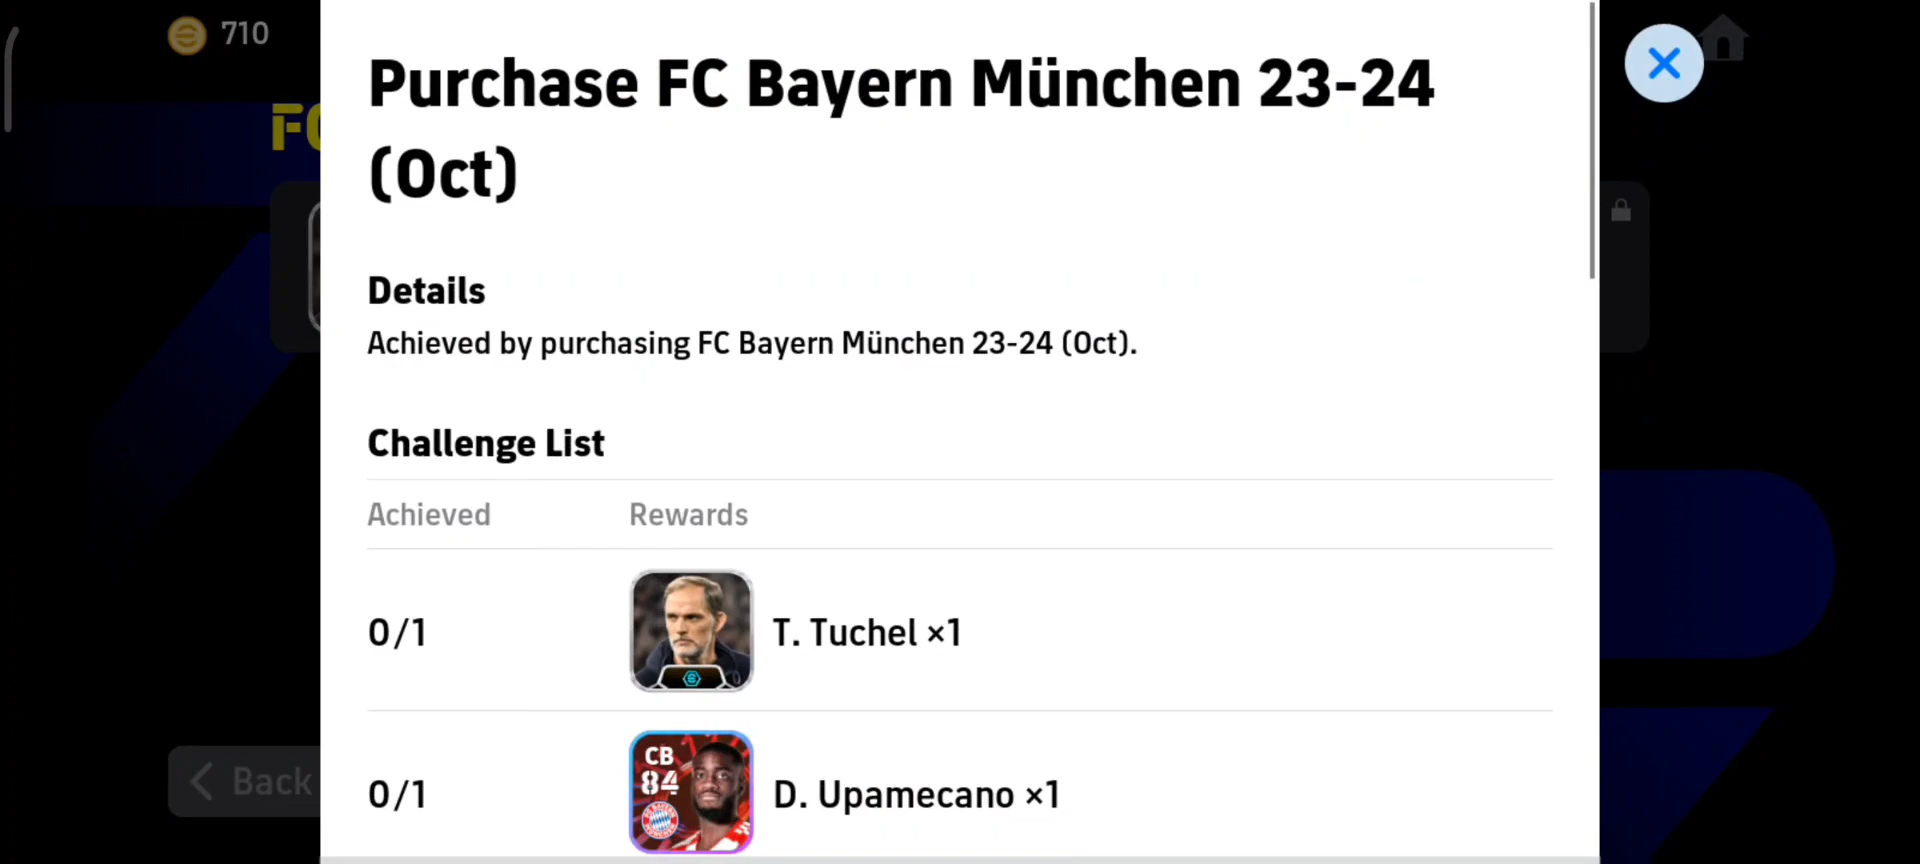 710
Purchase FC Bayern München 23-24
(Oct)
Details
Achieved by purchasing FC Bayern München 23-24 (Oct).
Challenge List
Achieved Rewards
0/1 T. Tuchel ×1
CB
84
0/1 D. Upamecano ×1
Back